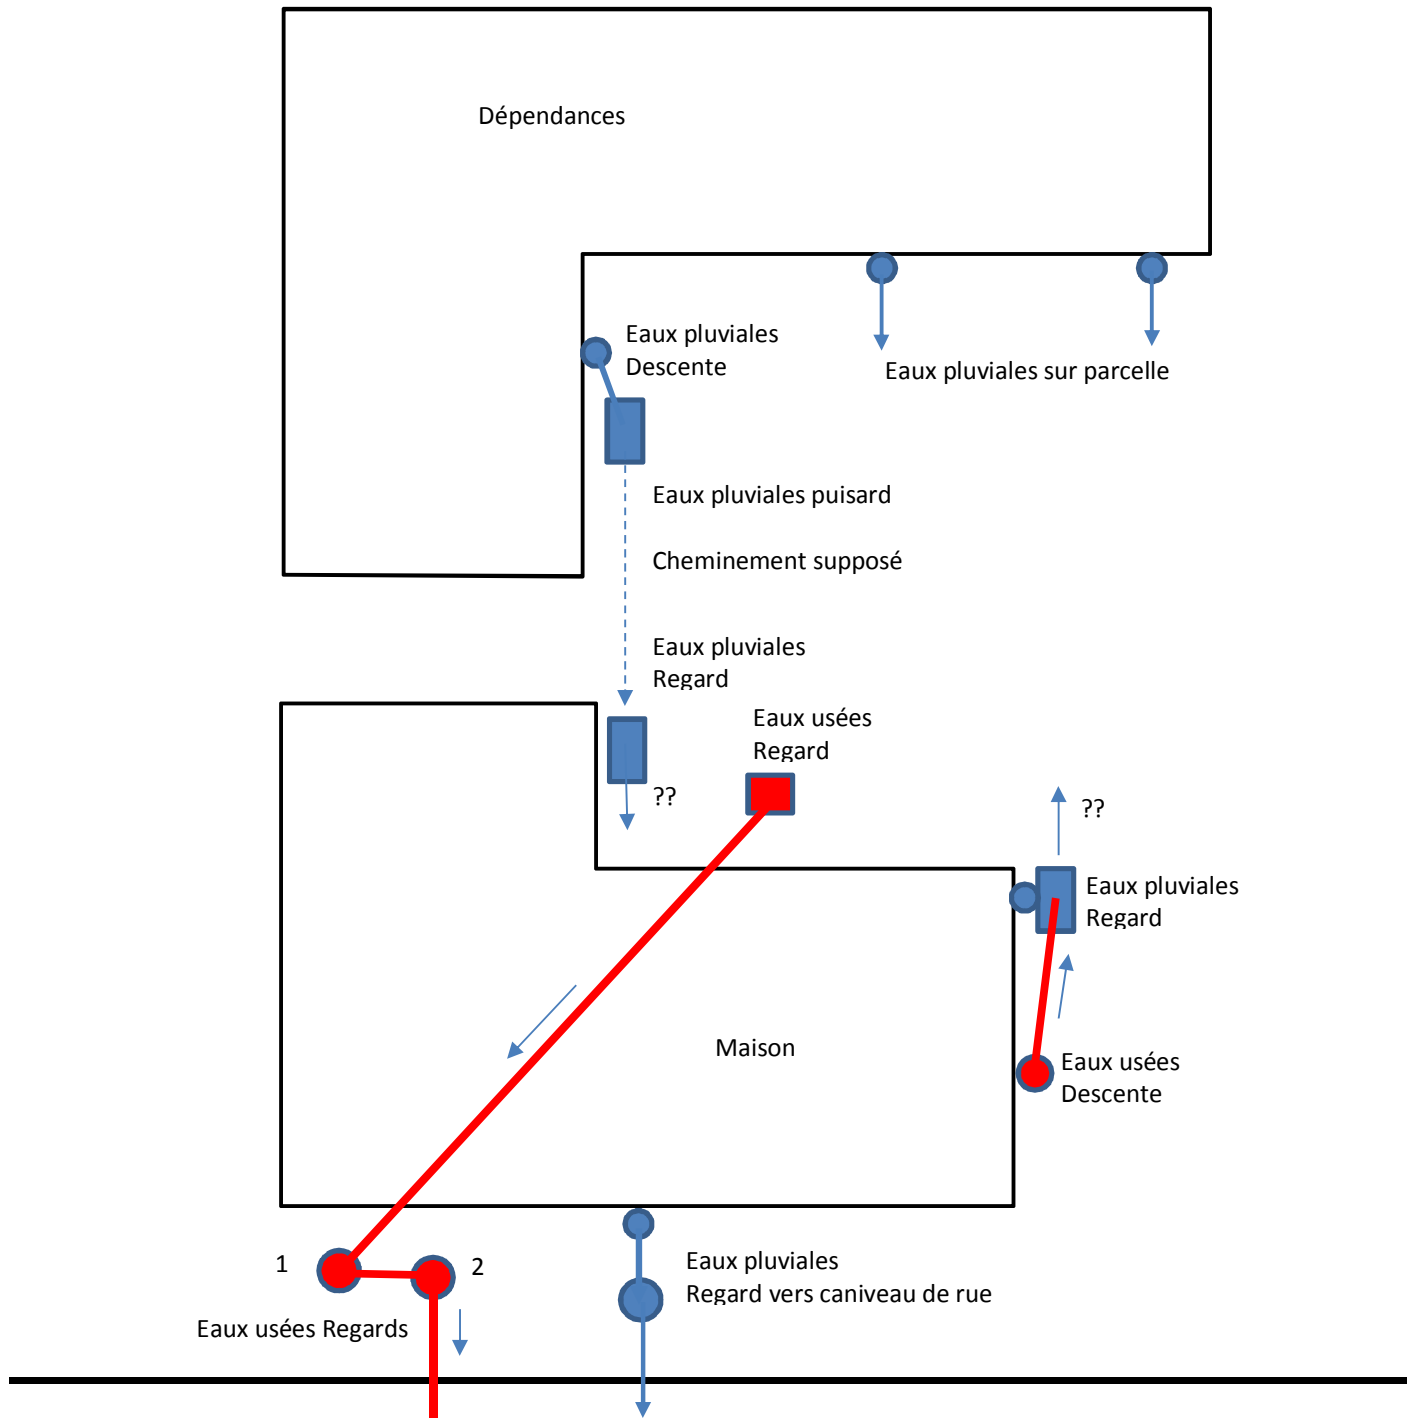 Dépendances
Eaux pluviales
Descente
Eaux pluviales sur parcelle
Eaux pluviales puisard
Cheminement supposé
Eaux pluviales
Regard
Eaux usées
Regard
??
??
Eaux pluviales
Regard
Maison
Eaux usées
Descente
1
2
Eaux pluviales
Regard vers caniveau de rue
Eaux usées Regards